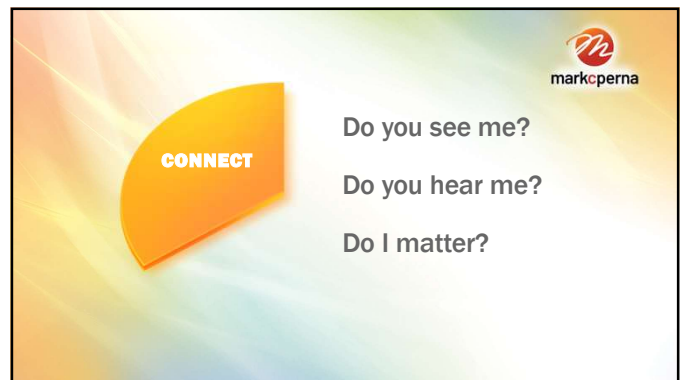 markcperna
Do you see me?
CONNECT
Do you hear me?
Do I matter?